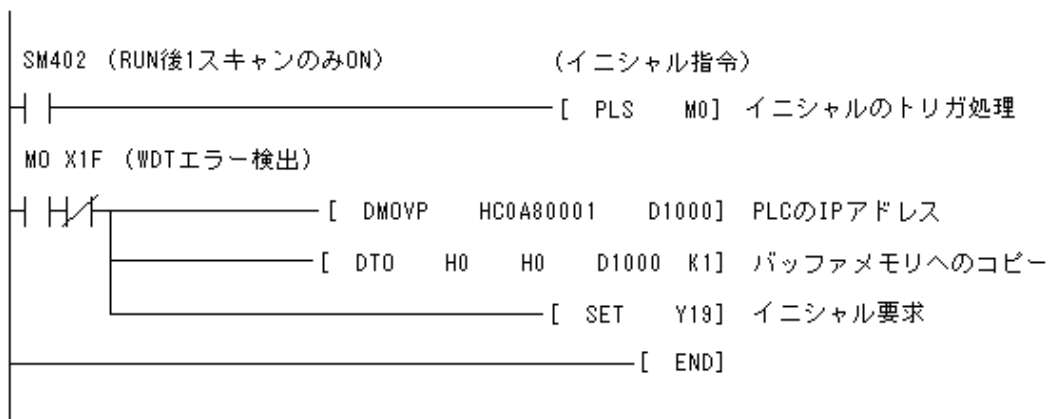 SM402 (RUN後1スキャンのみON) (イニシャル指令)
[ PLS M0] イニシャルのトリガ処理
M0 X1F (WDTエラー検出)
[ DMOVP HC0A80001 D1000] PLCのIPアドレス
[ DTO H0 H0 D1000 K1] バッファメモリへのコピー
[ SET Y19] イニシャル要求
[ END]